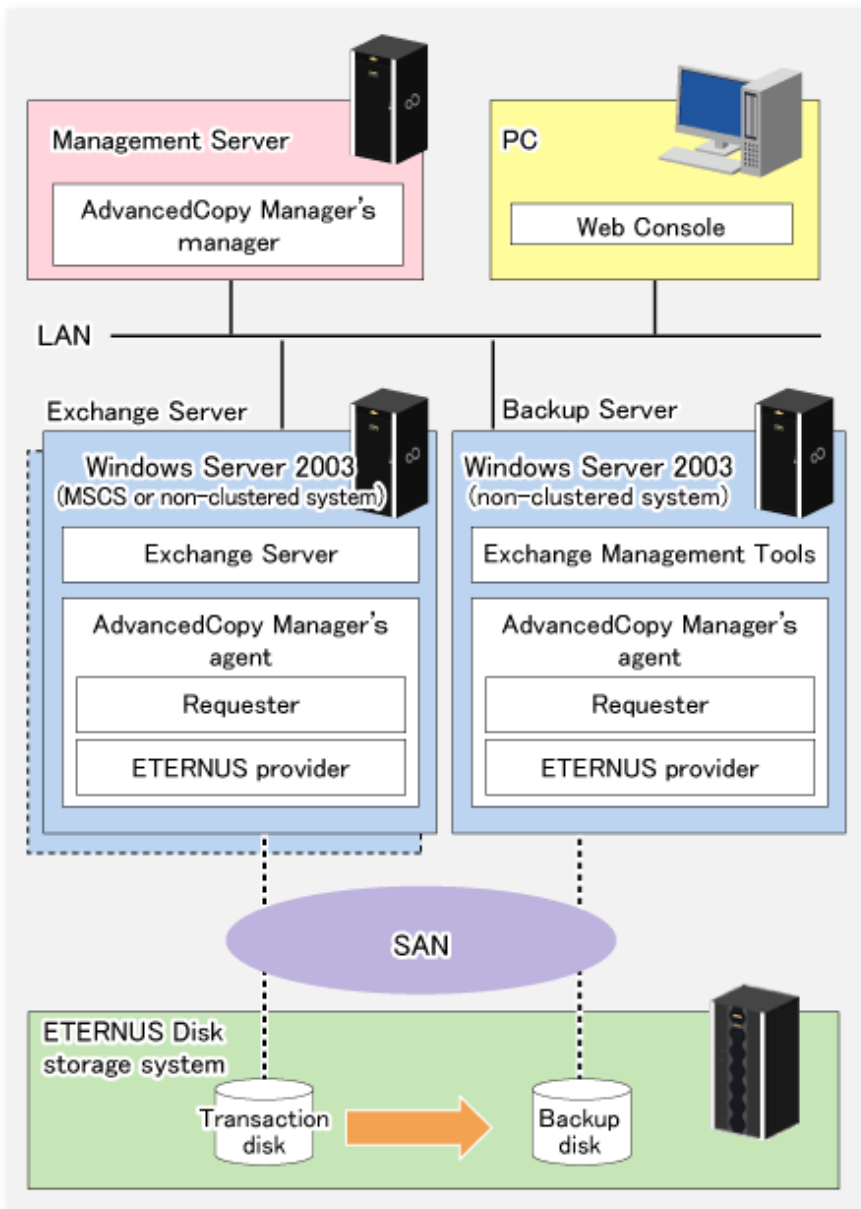 Management Server
AdvancedCopy Manager's
manager
PC
Web Console
LAN
Exchange Server
Windows Server 2003
(MSCS or non-clustered system)
Exchange Server
AdvancedCopy Manager's
agent
Requester
ETERNUS provider
Backup Server
Windows Server 2003
(non-clustered system)
Exchange Management Tools
AdvancedCopy Manager's
agent
Requester
ETERNUS provider
SAN
ETERNUS Disk
storage system
Transaction
disk
Backup
disk